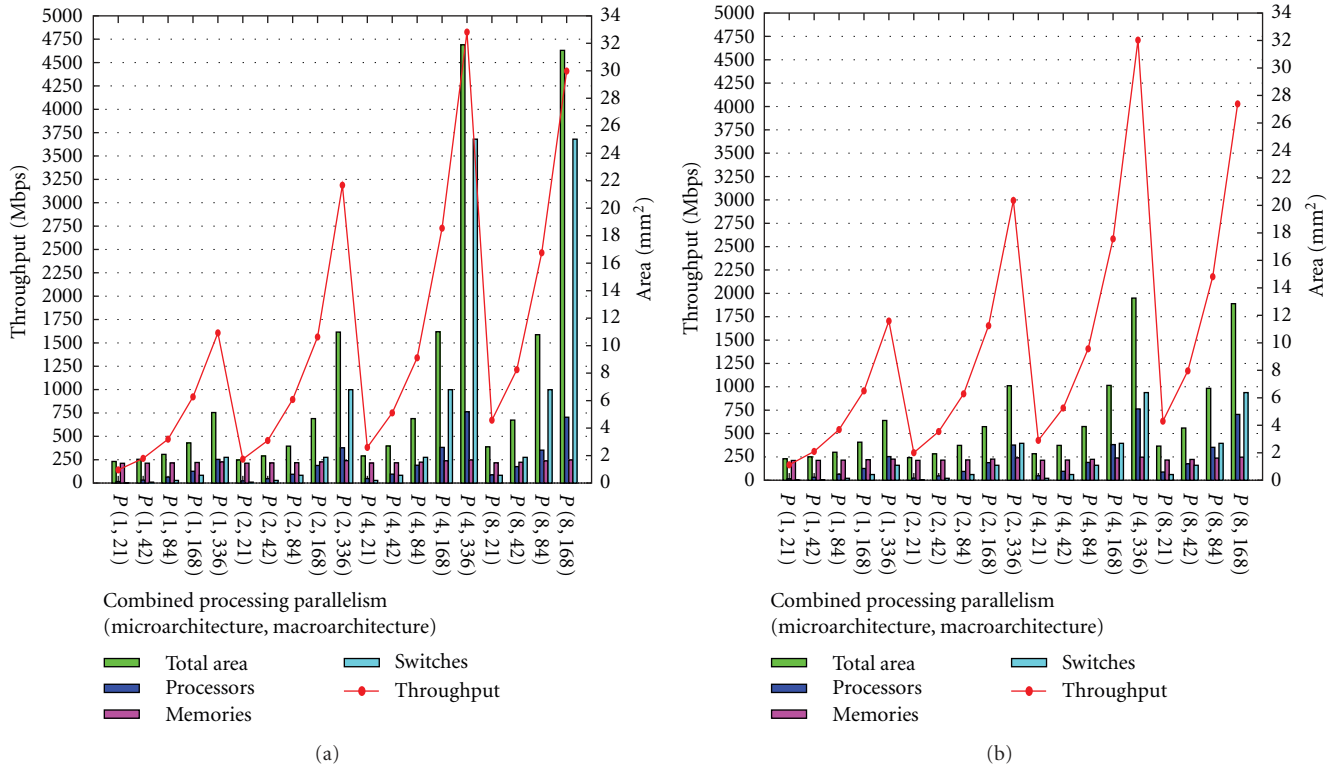 Throughput (Mbps)
5000
4750
4500
4250
4000
3750
3500
3250
3000
2750
2500
2250
2000
1750
1500
1250
1000
750
500
250
0
34
32
30
28
26
24
22
20
18
16
14
12
10
8
6
4
2
0
Area (mm²)
P (1, 21)
P (1, 42)
P (1, 84)
P (1, 168)
P (1, 336)
P (2, 21)
P (2, 42)
P (2, 84)
P (2, 168)
P (2, 336)
P (4, 21)
P (4, 42)
P (4, 84)
P (4, 168)
P (4, 336)
P (8, 21)
P (8, 42)
P (8, 84)
P (8, 168)
Combined processing parallelism
(microarchitecture, macroarchitecture)
Total area
Processors
Memories
Switches
Throughput
(a)
Throughput (Mbps)
5000
4750
4500
4250
4000
3750
3500
3250
3000
2750
2500
2250
2000
1750
1500
1250
1000
750
500
250
0
34
32
30
28
26
24
22
20
18
16
14
12
10
8
6
4
2
0
Area (mm²)
P (1, 21)
P (1, 42)
P (1, 84)
P (1, 168)
P (1, 336)
P (2, 21)
P (2, 42)
P (2, 84)
P (2, 168)
P (2, 336)
P (4, 21)
P (4, 42)
P (4, 84)
P (4, 168)
P (4, 336)
P (8, 21)
P (8, 42)
P (8, 84)
P (8, 168)
Combined processing parallelism
(microarchitecture, macroarchitecture)
Total area
Processors
Memories
Switches
Throughput
(b)